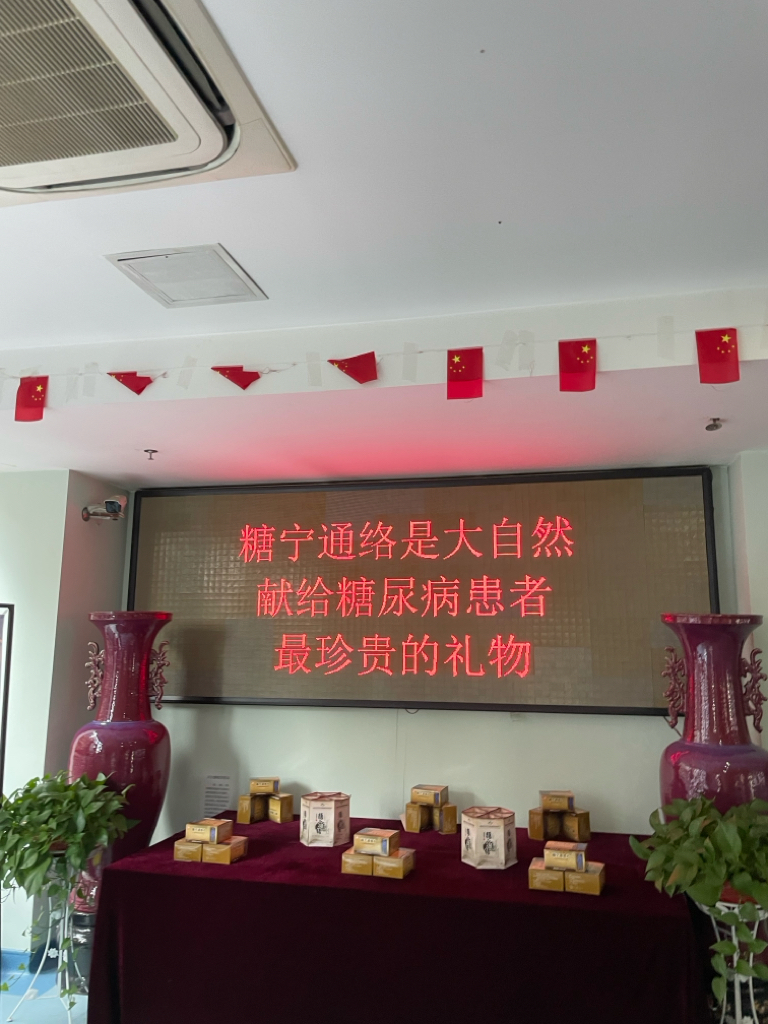 糖宁通络是大自然
献给糖尿病患者
最珍贵的礼物